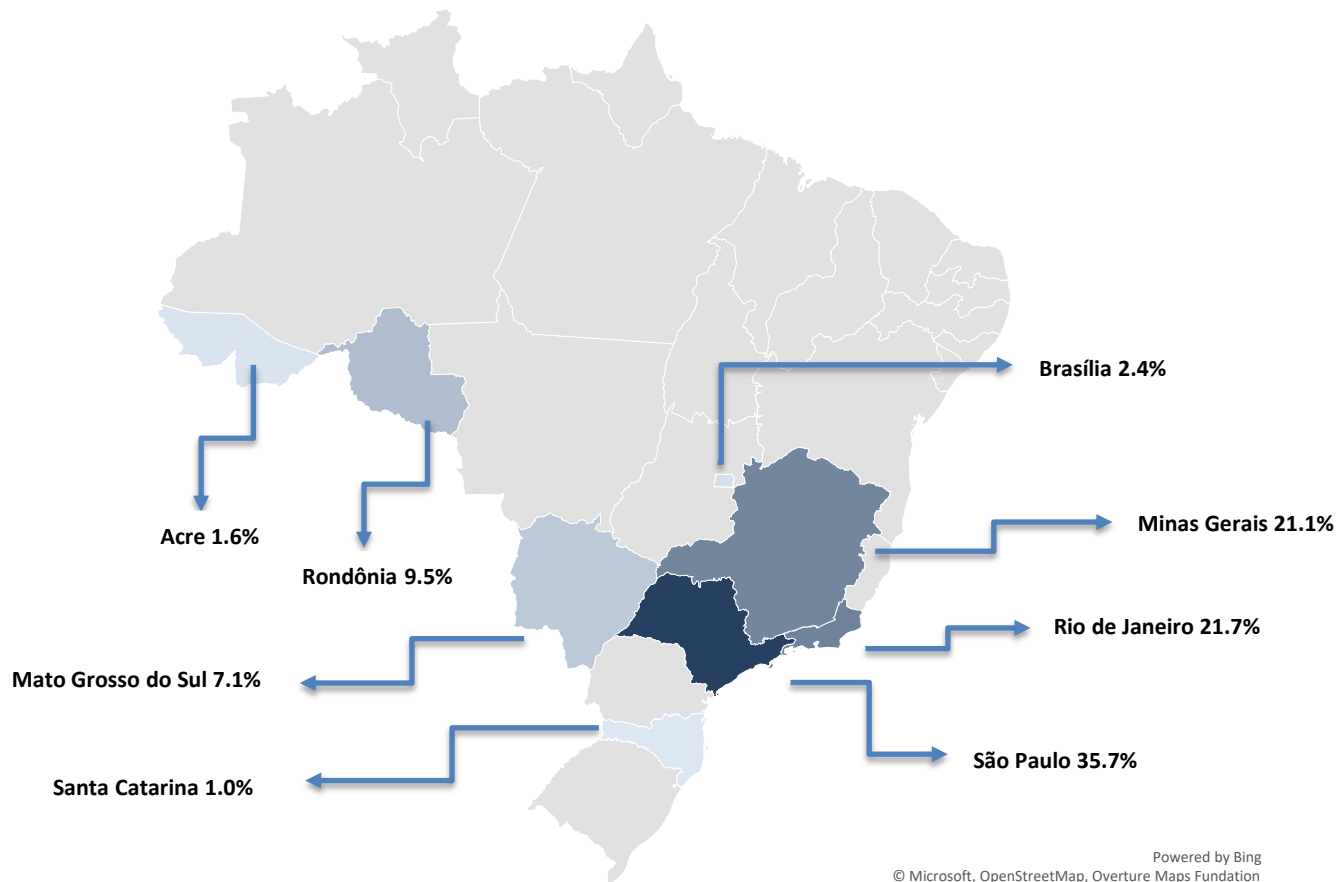 Brasília 2.4%
Acre 1.6%
Minas Gerais 21.1%
Rondônia 9.5%
Rio de Janeiro 21.7%
Mato Grosso do Sul 7.1%
São Paulo 35.7%
Santa Catarina 1.0%
Powered by Bing
© Microsoft, OpenStreetMap, Overture Maps Fundation